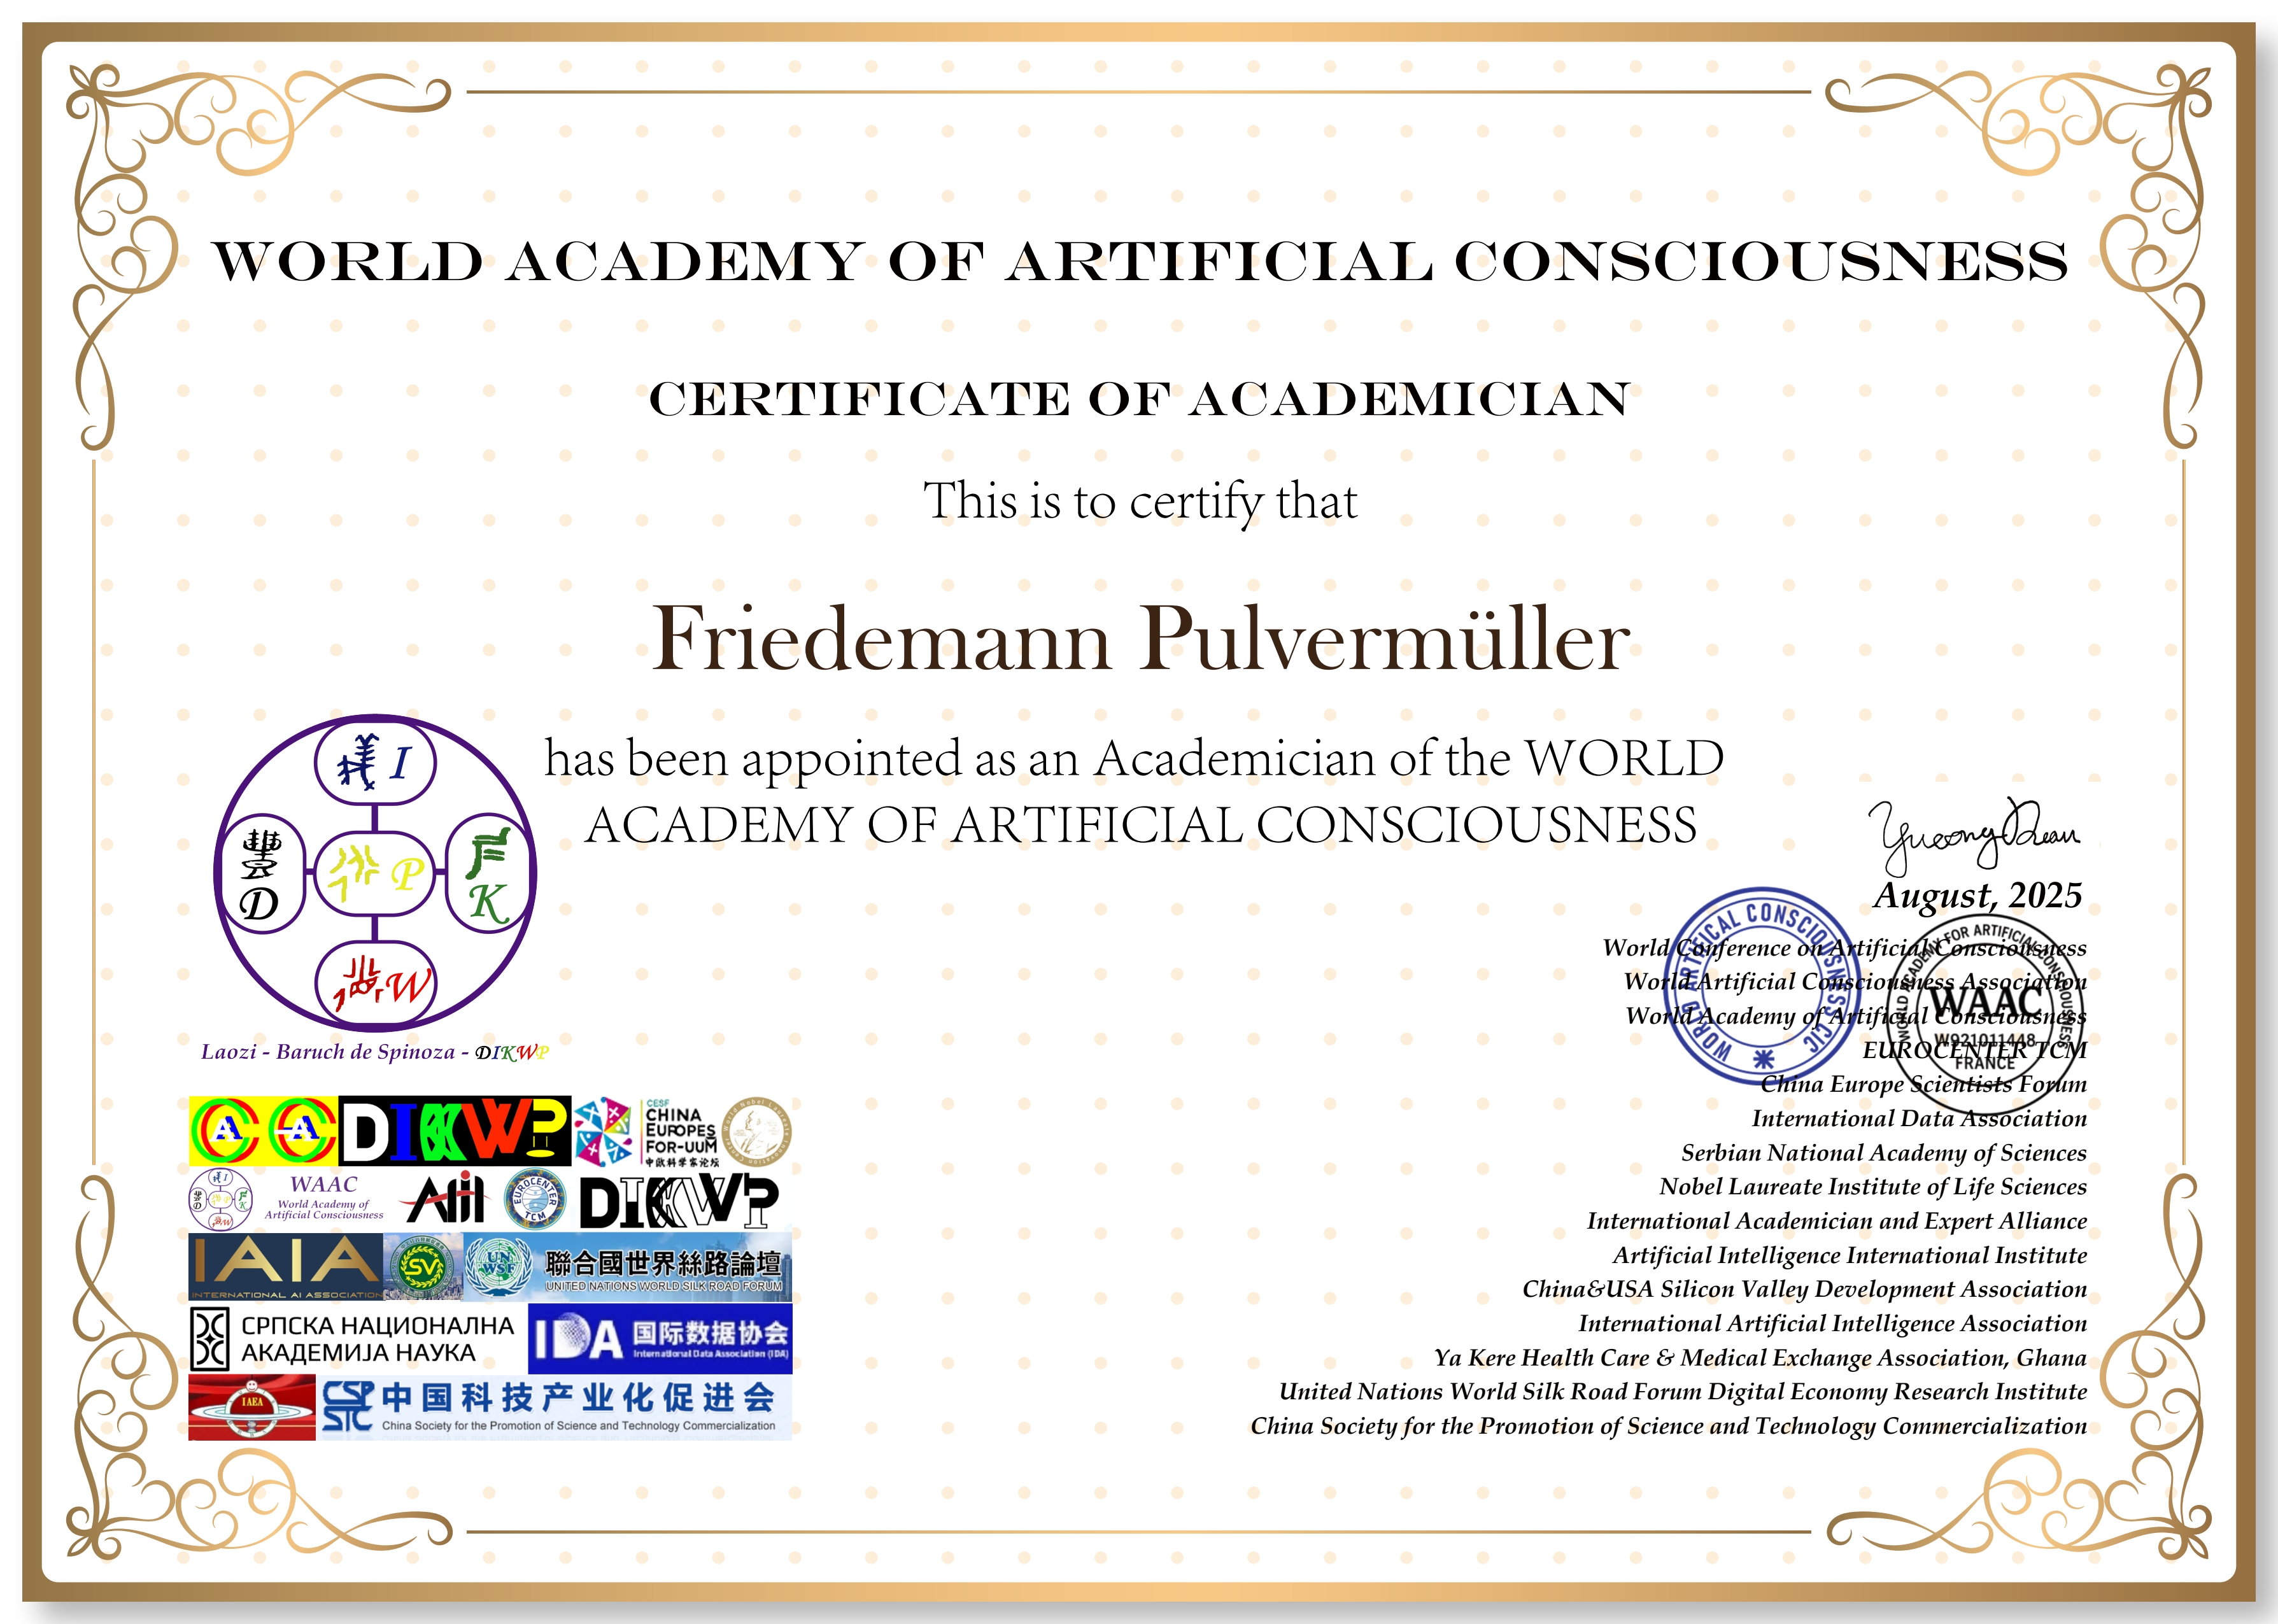 WORLD ACADEMY OF ARTIFICIAL CONSCIOUSNESS
CERTIFICATE OF ACADEMICIAN
This is to certify that
Friedemann Pulvermüller
has been appointed as an Academician of the WORLD
ACADEMY OF ARTIFICIAL CONSCIOUSNESS
I
D
P
K
W
Laozi - Baruch de Spinoza - DIKWP
August, 2025
World Conference on Artificial Consciousness
World Artificial Consciousness Association
World Academy of Artificial Consciousness
EUROCENTER TCM
China Europe Scientists Forum
International Data Association
Serbian National Academy of Sciences
Nobel Laureate Institute of Life Sciences
International Academician and Expert Alliance
Artificial Intelligence International Institute
China&USA Silicon Valley Development Association
International Artificial Intelligence Association
Ya Kere Health Care & Medical Exchange Association, Ghana
United Nations World Silk Road Forum Digital Economy Research Institute
China Society for the Promotion of Science and Technology Commercialization
WORLD ARTIFICAL CONSCIOUSNESS CIC
WORLD ACADEMY FOR ARTIFICIAL CONSCIOUSNESS
WAAC
W921011448
FRANCE
DIKWP
CESF
CHINA
EUROPES
FOR-UUM
中欧科学家论坛
WAAC
World Academy of
Artificial Consciousness
AIII
EUROCENTER
TCM
DIKWP
IAIA
INTERNATIONAL AI ASSOCIATION
SV
UN
WSF
聯合國世界絲路論壇
UNITED NATIONS WORLD SILK ROAD FORUM
СРПСКА НАЦИОНАЛНА
АКАДЕМИЈА НАУКА
IDA 国际数据协会
International Data Association (IDA)
IAEA
CSP
STC
中国科技产业化促进会
China Society for the Promotion of Science and Technology Commercialization